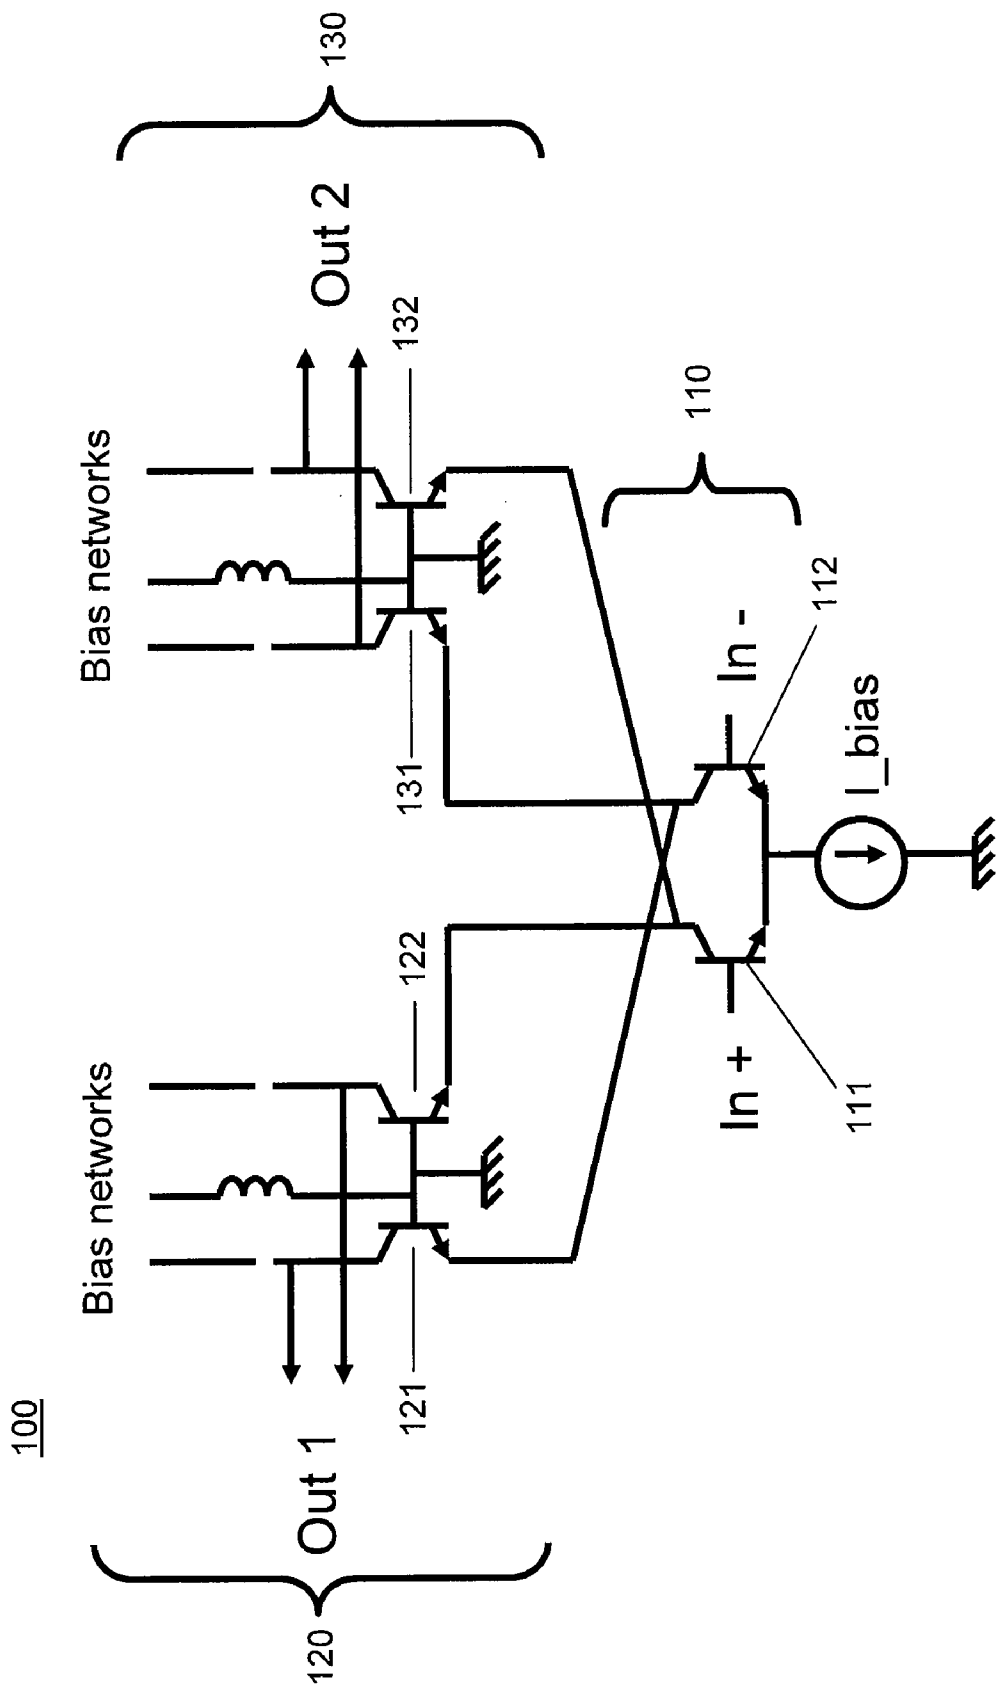 100
Bias networks
Bias networks
120
Out 1
Out 2
130
121
122
131
132
110
In +
In -
111
112
I_bias